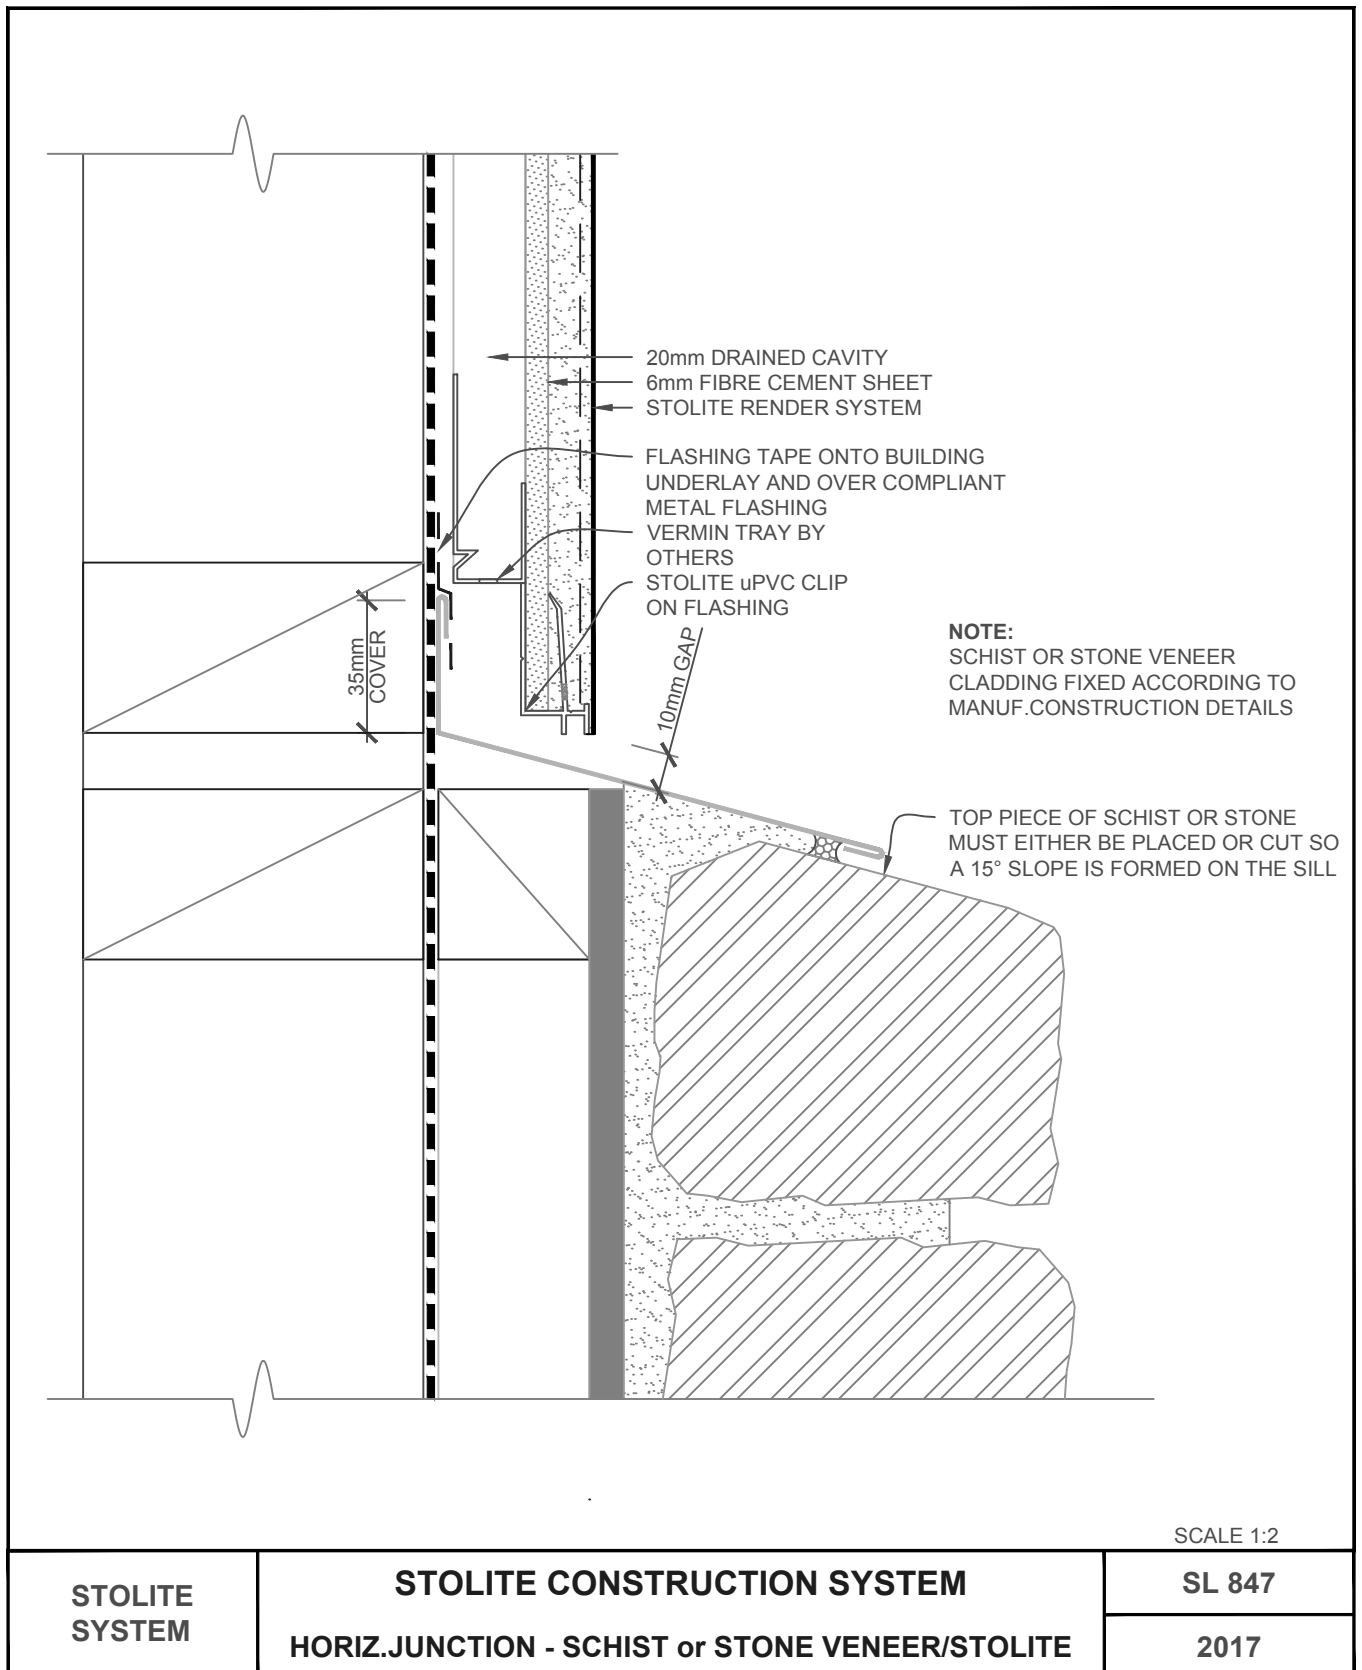 20mm DRAINED CAVITY
6mm FIBRE CEMENT SHEET
STOLITE RENDER SYSTEM
FLASHING TAPE ONTO BUILDING
UNDERLAY AND OVER COMPLIANT
METAL FLASHING
VERMIN TRAY BY
OTHERS
STOLITE uPVC CLIP
ON FLASHING
35mm
COVER
10mm GAP
NOTE:
SCHIST OR STONE VENEER
CLADDING FIXED ACCORDING TO
MANUF.CONSTRUCTION DETAILS
TOP PIECE OF SCHIST OR STONE
MUST EITHER BE PLACED OR CUT SO
A 15° SLOPE IS FORMED ON THE SILL
SCALE 1:2
STOLITE
SYSTEM
STOLITE CONSTRUCTION SYSTEM
HORIZ.JUNCTION - SCHIST or STONE VENEER/STOLITE
SL 847
2017